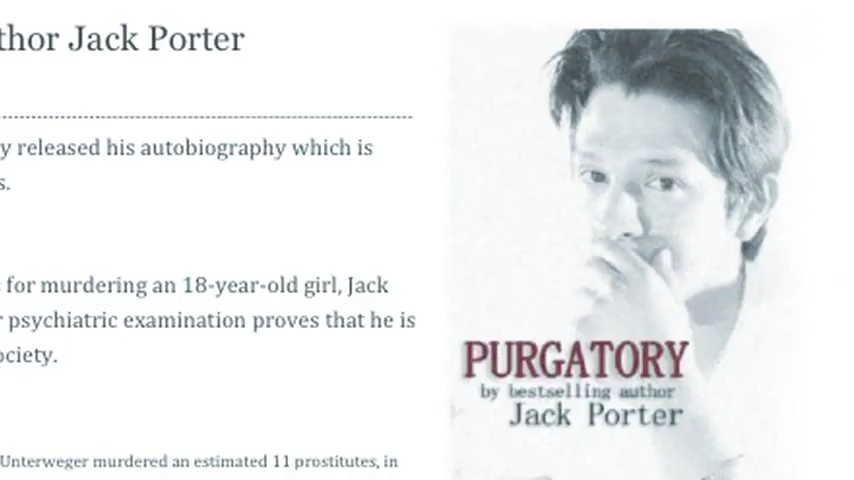 thor Jack Porter
y released his autobiography which is
s.
for murdering an 18-year-old girl, Jack
r psychiatric examination proves that he is
ociety.
Unterweger murdered an estimated 11 prostitutes, in
PURGATORY
by bestselling author
Jack Porter